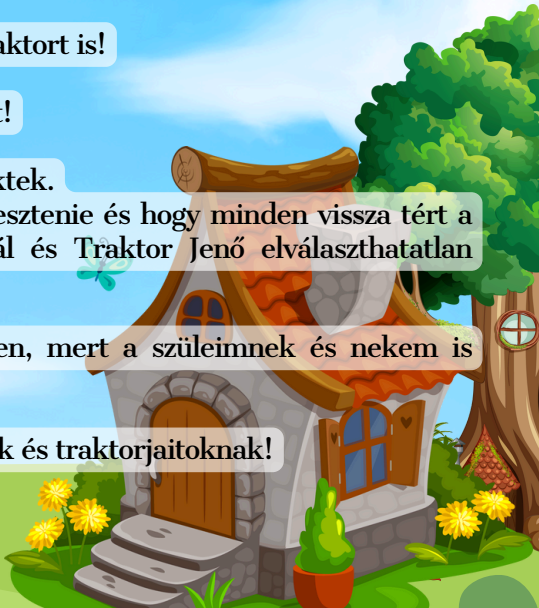 aktort is!
t!
ktek.
esztenie és hogy minden vissza tért a
ál és Traktor Jenő elválaszthatatlan
en, mert a szüleimnek és nekem is
k és traktorjaitoknak!